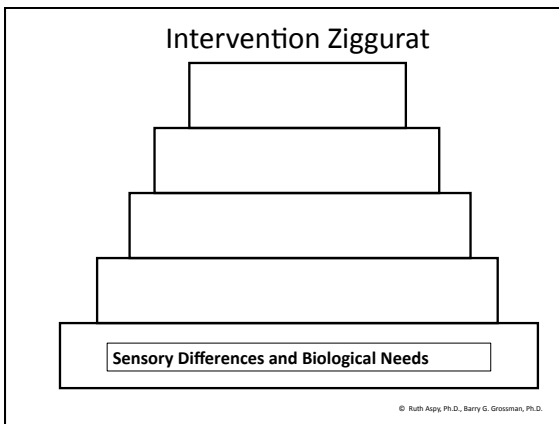 Intervention Ziggurat
Sensory Differences and Biological Needs
© Ruth Aspy, Ph.D., Barry G. Grossman, Ph.D.